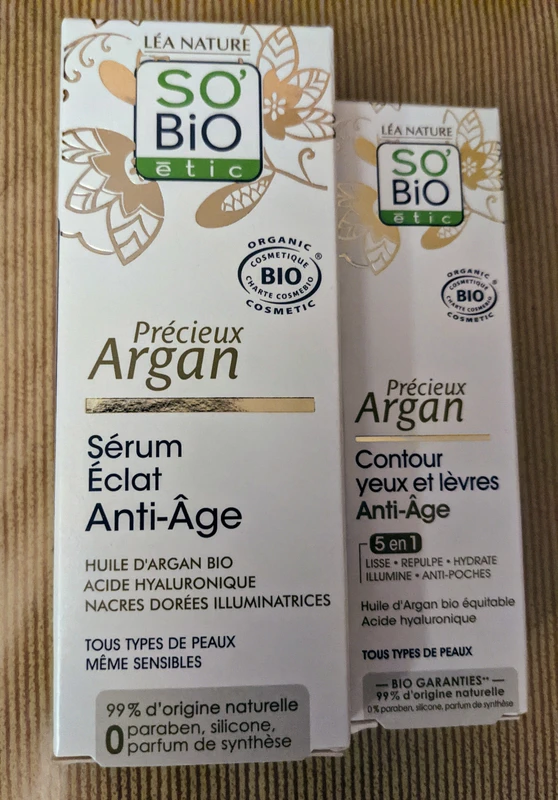 LÉA NATURE
SO'
BiO
étic
ORGANIC
COSMETIQUE
BIO
®
CHARTE COSMEBIO
COSMETIC
Précieux
Argan
Sérum
Éclat
Anti-Âge
HUILE D'ARGAN BIO
ACIDE HYALURONIQUE
NACRES DORÉES ILLUMINATRICES
TOUS TYPES DE PEAUX
MÊME SENSIBLES
99% d'origine naturelle
0 paraben, silicone,
parfum de synthèse
LÉA NATURE
SO'
BiO
étic
ORGANIC
COSMETIQUE
BIO
®
CHARTE COSMEBIO
COSMETIC
Précieux
Argan
Contour
yeux et lèvres
Anti-Âge
5 en 1
LISSE • REPULPE • HYDRATE
ILLUMINE • ANTI-POCHES
Huile d'Argan bio équitable
Acide hyaluronique
TOUS TYPES DE PEAUX
BIO GARANTIES**
99% d'origine naturelle
0% paraben, silicone, parfum de synthèse